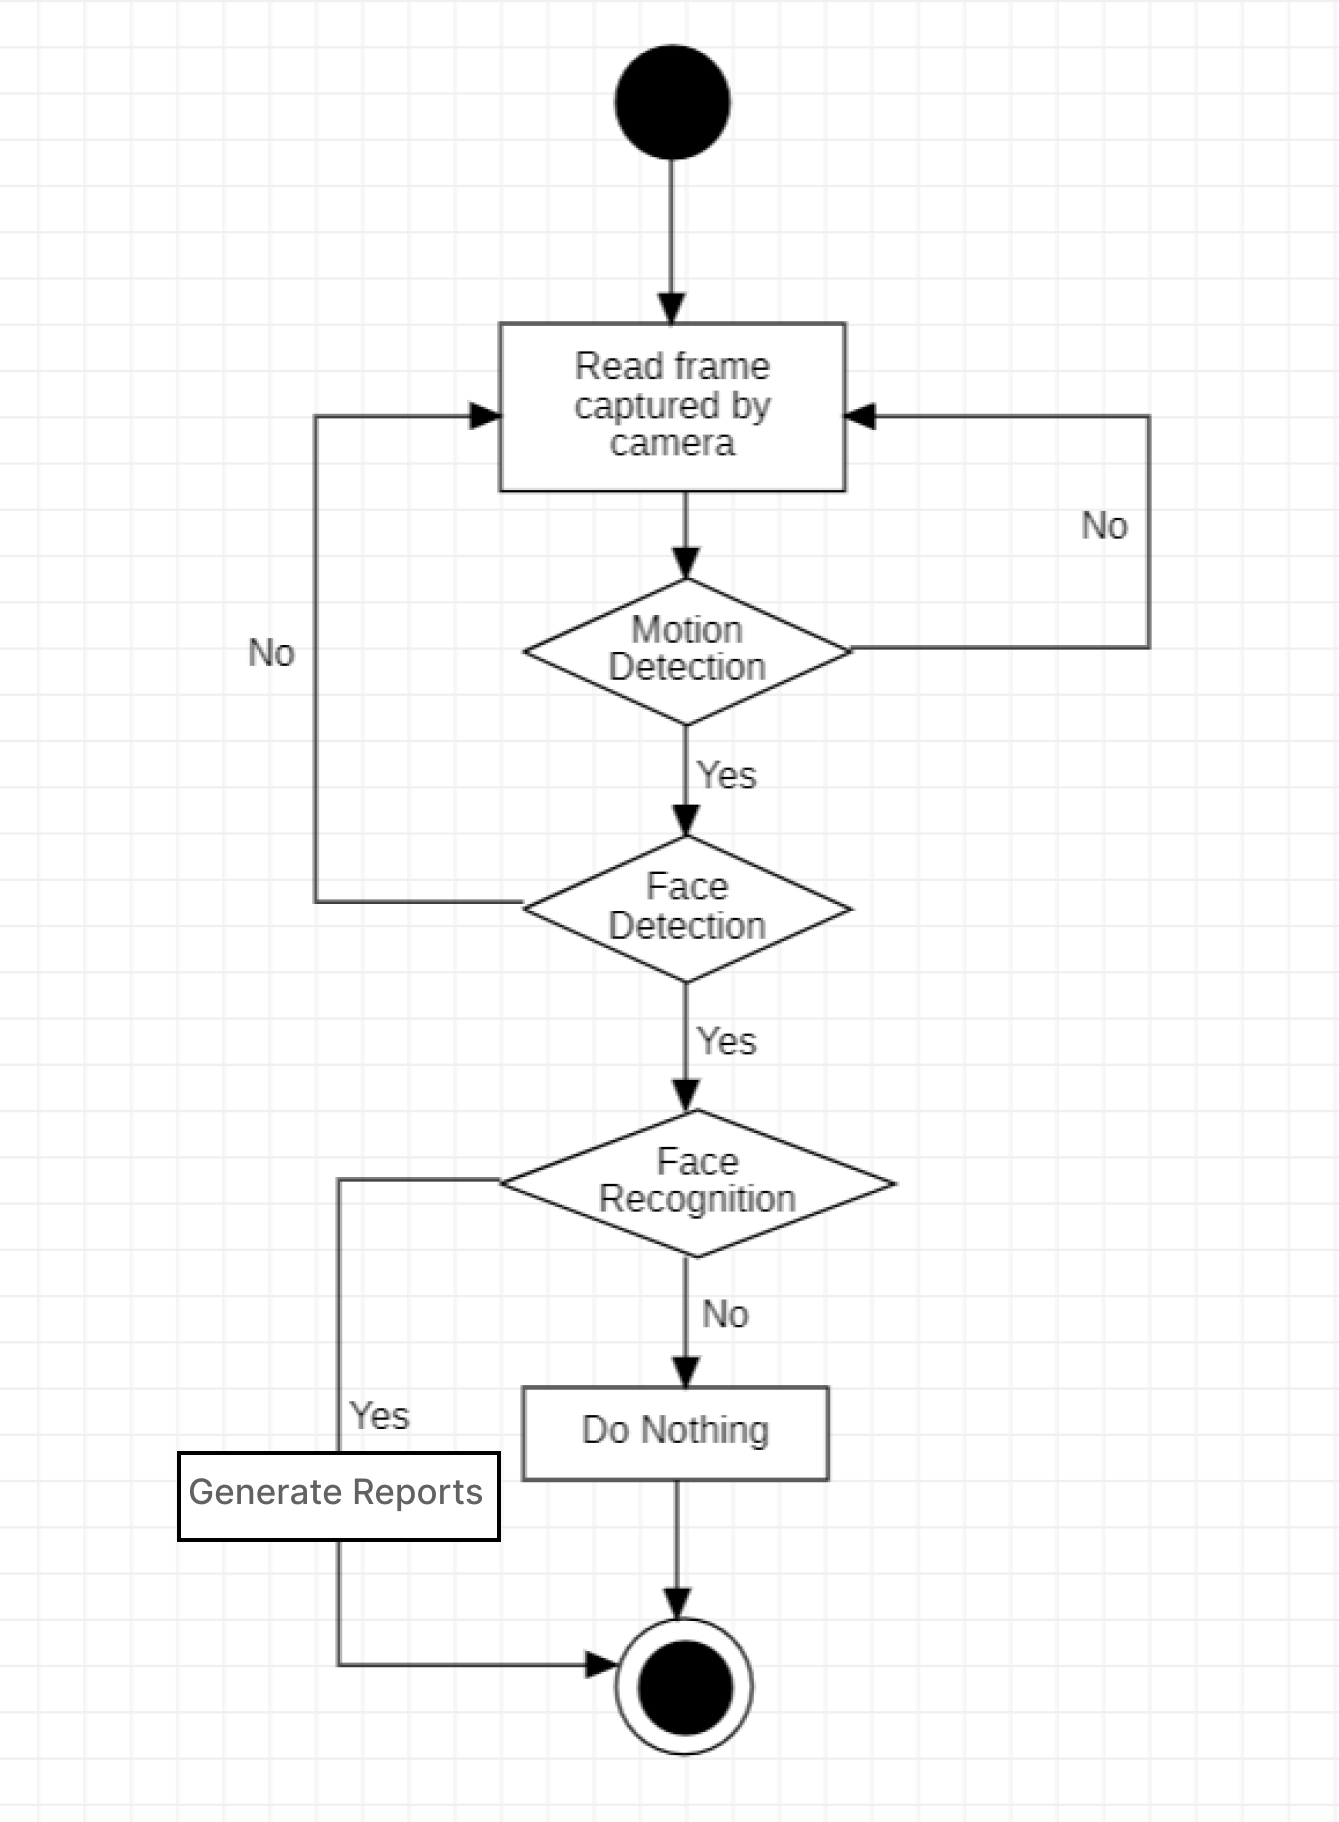 Read frame
captured by
camera
No
Motion
Detection
No
Yes
Face
Detection
Yes
Face
Recognition
No
Yes
Do Nothing
Generate Reports